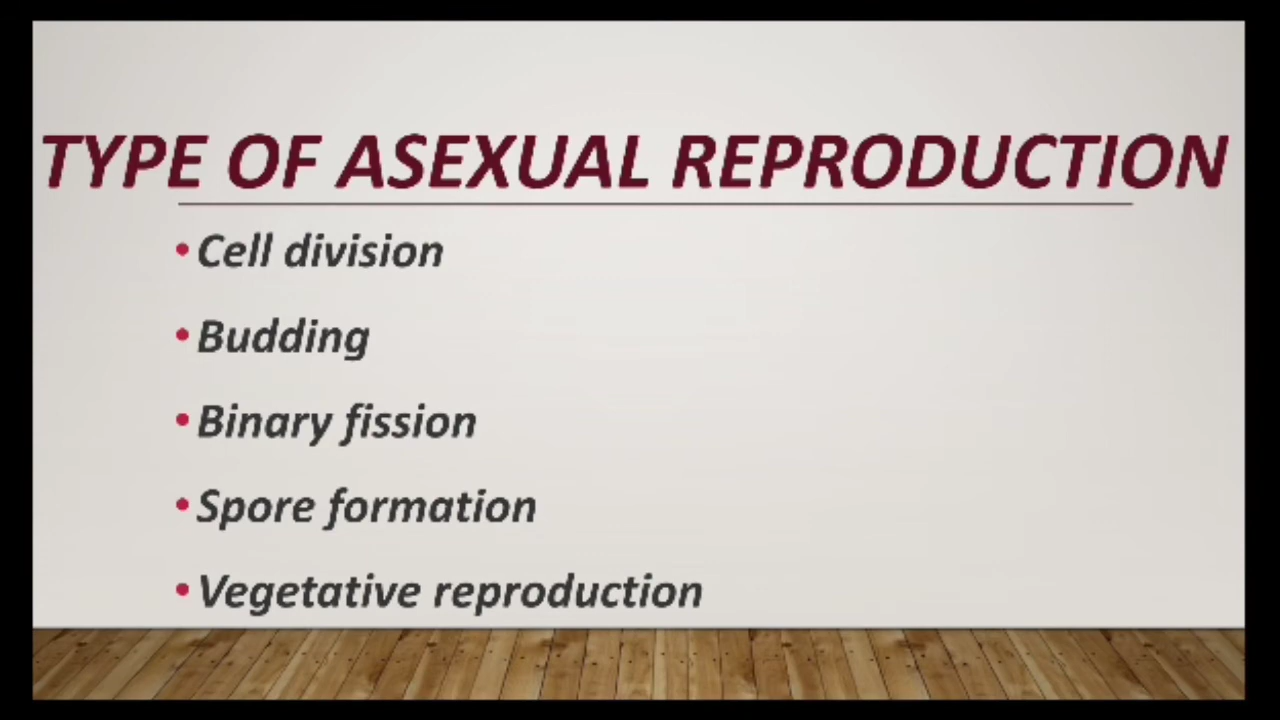 TYPE OF ASEXUAL REPRODUCTION
• Cell division
• Budding
• Binary fission
• Spore formation
• Vegetative reproduction